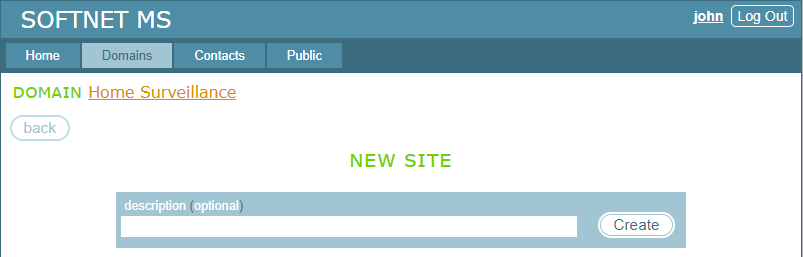 SOFTNET MS
john Log Out
Home Domains Contacts Public
DOMAIN Home Surveillance
back
NEW SITE
description (optional)
Create